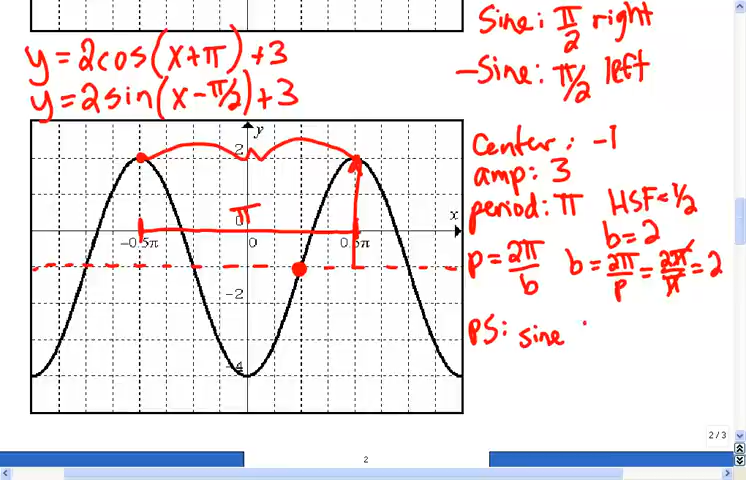 Sine: π/2 right
y = 2cos(x+π)+3
-Sine: π/2 left
y = 2sin(x-π/2)+3
y
2
Center: -1
amp: 3
period: π HSF = 1/2
π
0
x
b = 2
-0.5π 0 0.5π
p = 2π/b b = 2π/p = 2π/π = 2
-2
PS: sine
-4
2 / 3
2